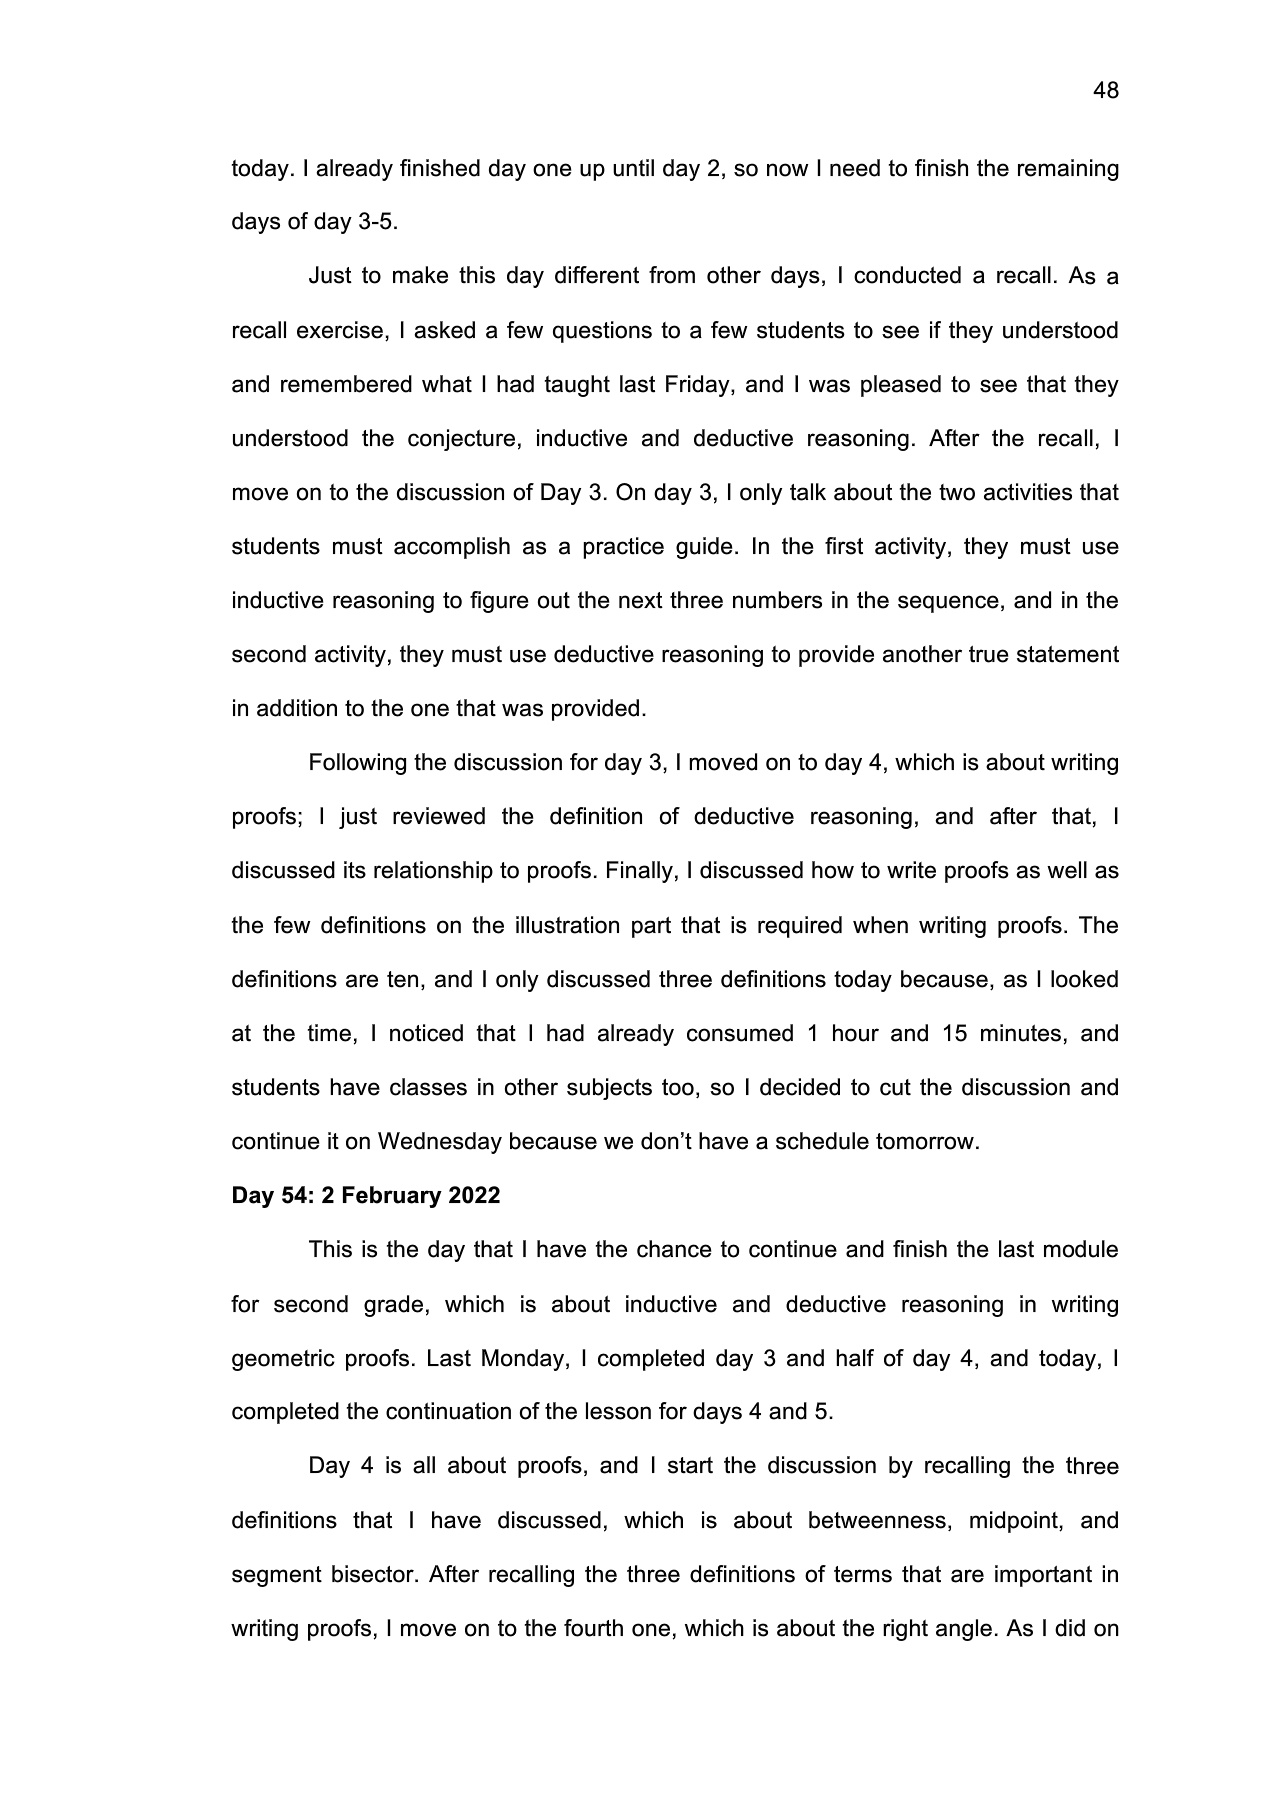 48
today. I already finished day one up until day 2, so now I need to finish the remaining
days of day 3-5.
Just to make this day different from other days, I conducted a recall. As a
recall exercise, I asked a few questions to a few students to see if they understood
and remembered what I had taught last Friday, and I was pleased to see that they
understood the conjecture, inductive and deductive reasoning. After the recall, I
move on to the discussion of Day 3. On day 3, I only talk about the two activities that
students must accomplish as a practice guide. In the first activity, they must use
inductive reasoning to figure out the next three numbers in the sequence, and in the
second activity, they must use deductive reasoning to provide another true statement
in addition to the one that was provided.
Following the discussion for day 3, I moved on to day 4, which is about writing
proofs; I just reviewed the definition of deductive reasoning, and after that, I
discussed its relationship to proofs. Finally, I discussed how to write proofs as well as
the few definitions on the illustration part that is required when writing proofs. The
definitions are ten, and I only discussed three definitions today because, as I looked
at the time, I noticed that I had already consumed 1 hour and 15 minutes, and
students have classes in other subjects too, so I decided to cut the discussion and
continue it on Wednesday because we don’t have a schedule tomorrow.
Day 54: 2 February 2022
This is the day that I have the chance to continue and finish the last module
for second grade, which is about inductive and deductive reasoning in writing
geometric proofs. Last Monday, I completed day 3 and half of day 4, and today, I
completed the continuation of the lesson for days 4 and 5.
Day 4 is all about proofs, and I start the discussion by recalling the three
definitions that I have discussed, which is about betweenness, midpoint, and
segment bisector. After recalling the three definitions of terms that are important in
writing proofs, I move on to the fourth one, which is about the right angle. As I did on